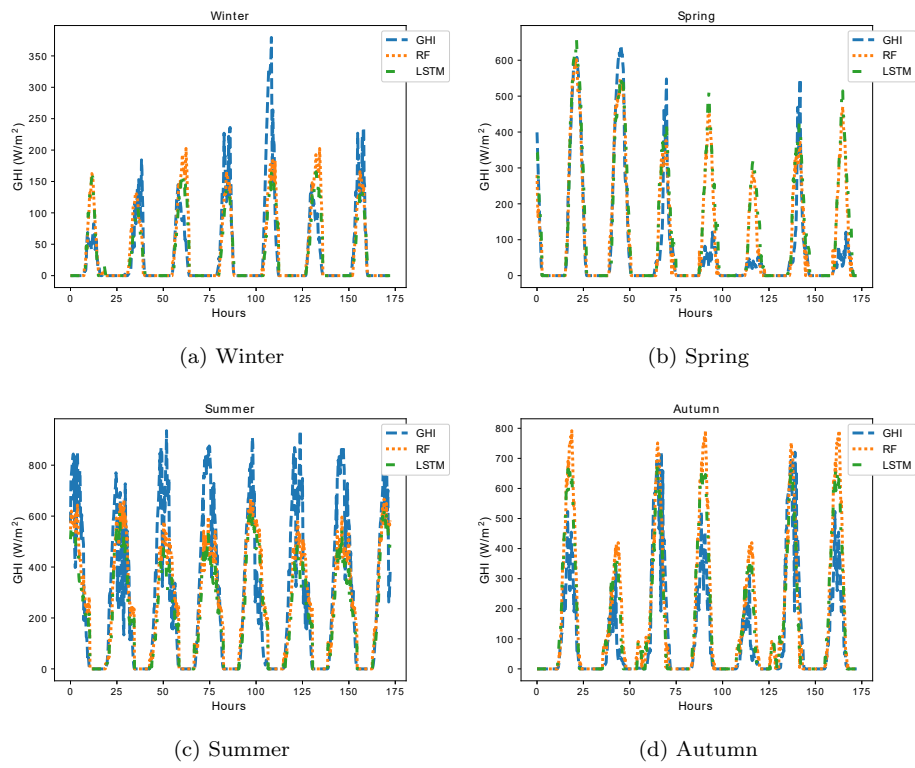 Winter
GHI
RF
LSTM
350
300
250
200
150
100
50
0
GHI (W/m²)
0 25 50 75 100 125 150 175
Hours
(a) Winter
Spring
GHI
RF
LSTM
600
500
400
300
200
100
0
GHI (W/m²)
0 25 50 75 100 125 150 175
Hours
(b) Spring
Summer
GHI
RF
LSTM
800
600
400
200
0
GHI (W/m²)
0 25 50 75 100 125 150 175
Hours
(c) Summer
Autumn
GHI
RF
LSTM
800
700
600
500
400
300
200
100
0
GHI (W/m²)
0 25 50 75 100 125 150 175
Hours
(d) Autumn